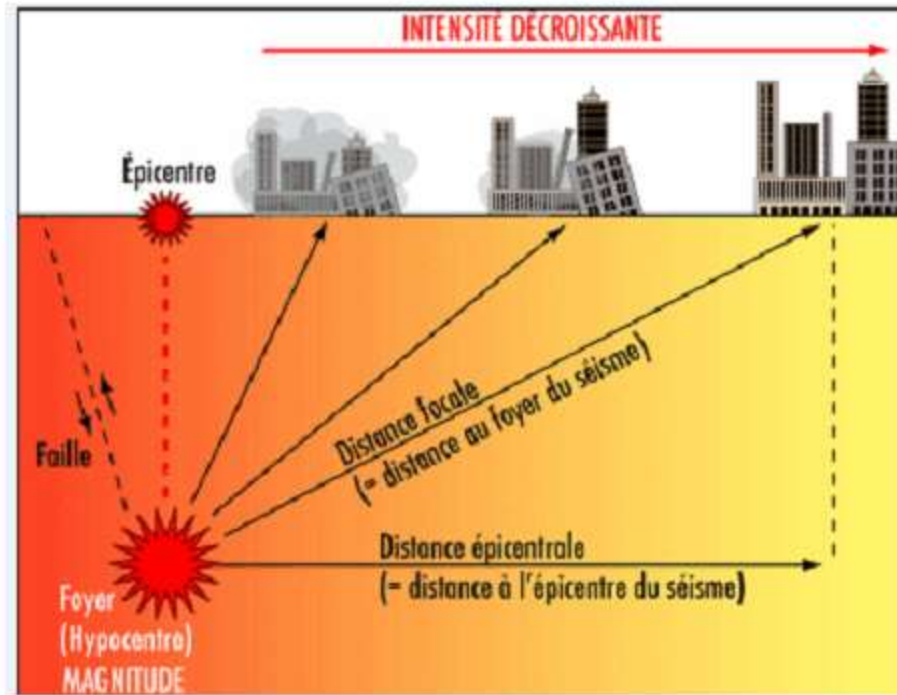 INTENSITÉ DÉCROISSANTE
Épicentre
Faille
Distance focale
(= distance au foyer du séisme)
Distance épicentrale
(= distance à l'épicentre du séisme)
Foyer
(Hypocentre)
MAGNITUDE